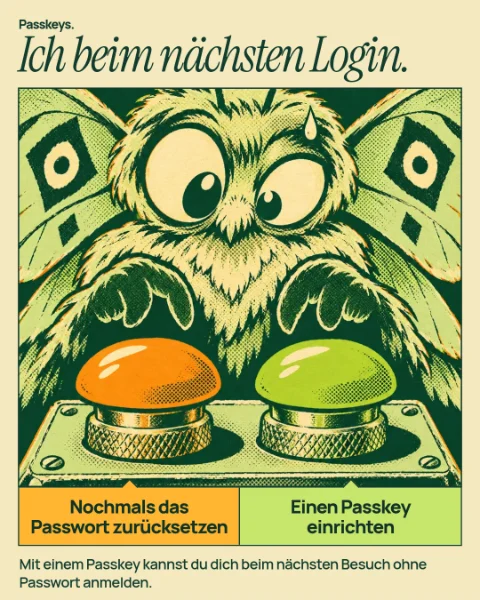 Passkeys.
Ich beim nächsten Login.
Nochmals das
Passwort zurücksetzen
Einen Passkey
einrichten
Mit einem Passkey kannst du dich beim nächsten Besuch ohne
Passwort anmelden.